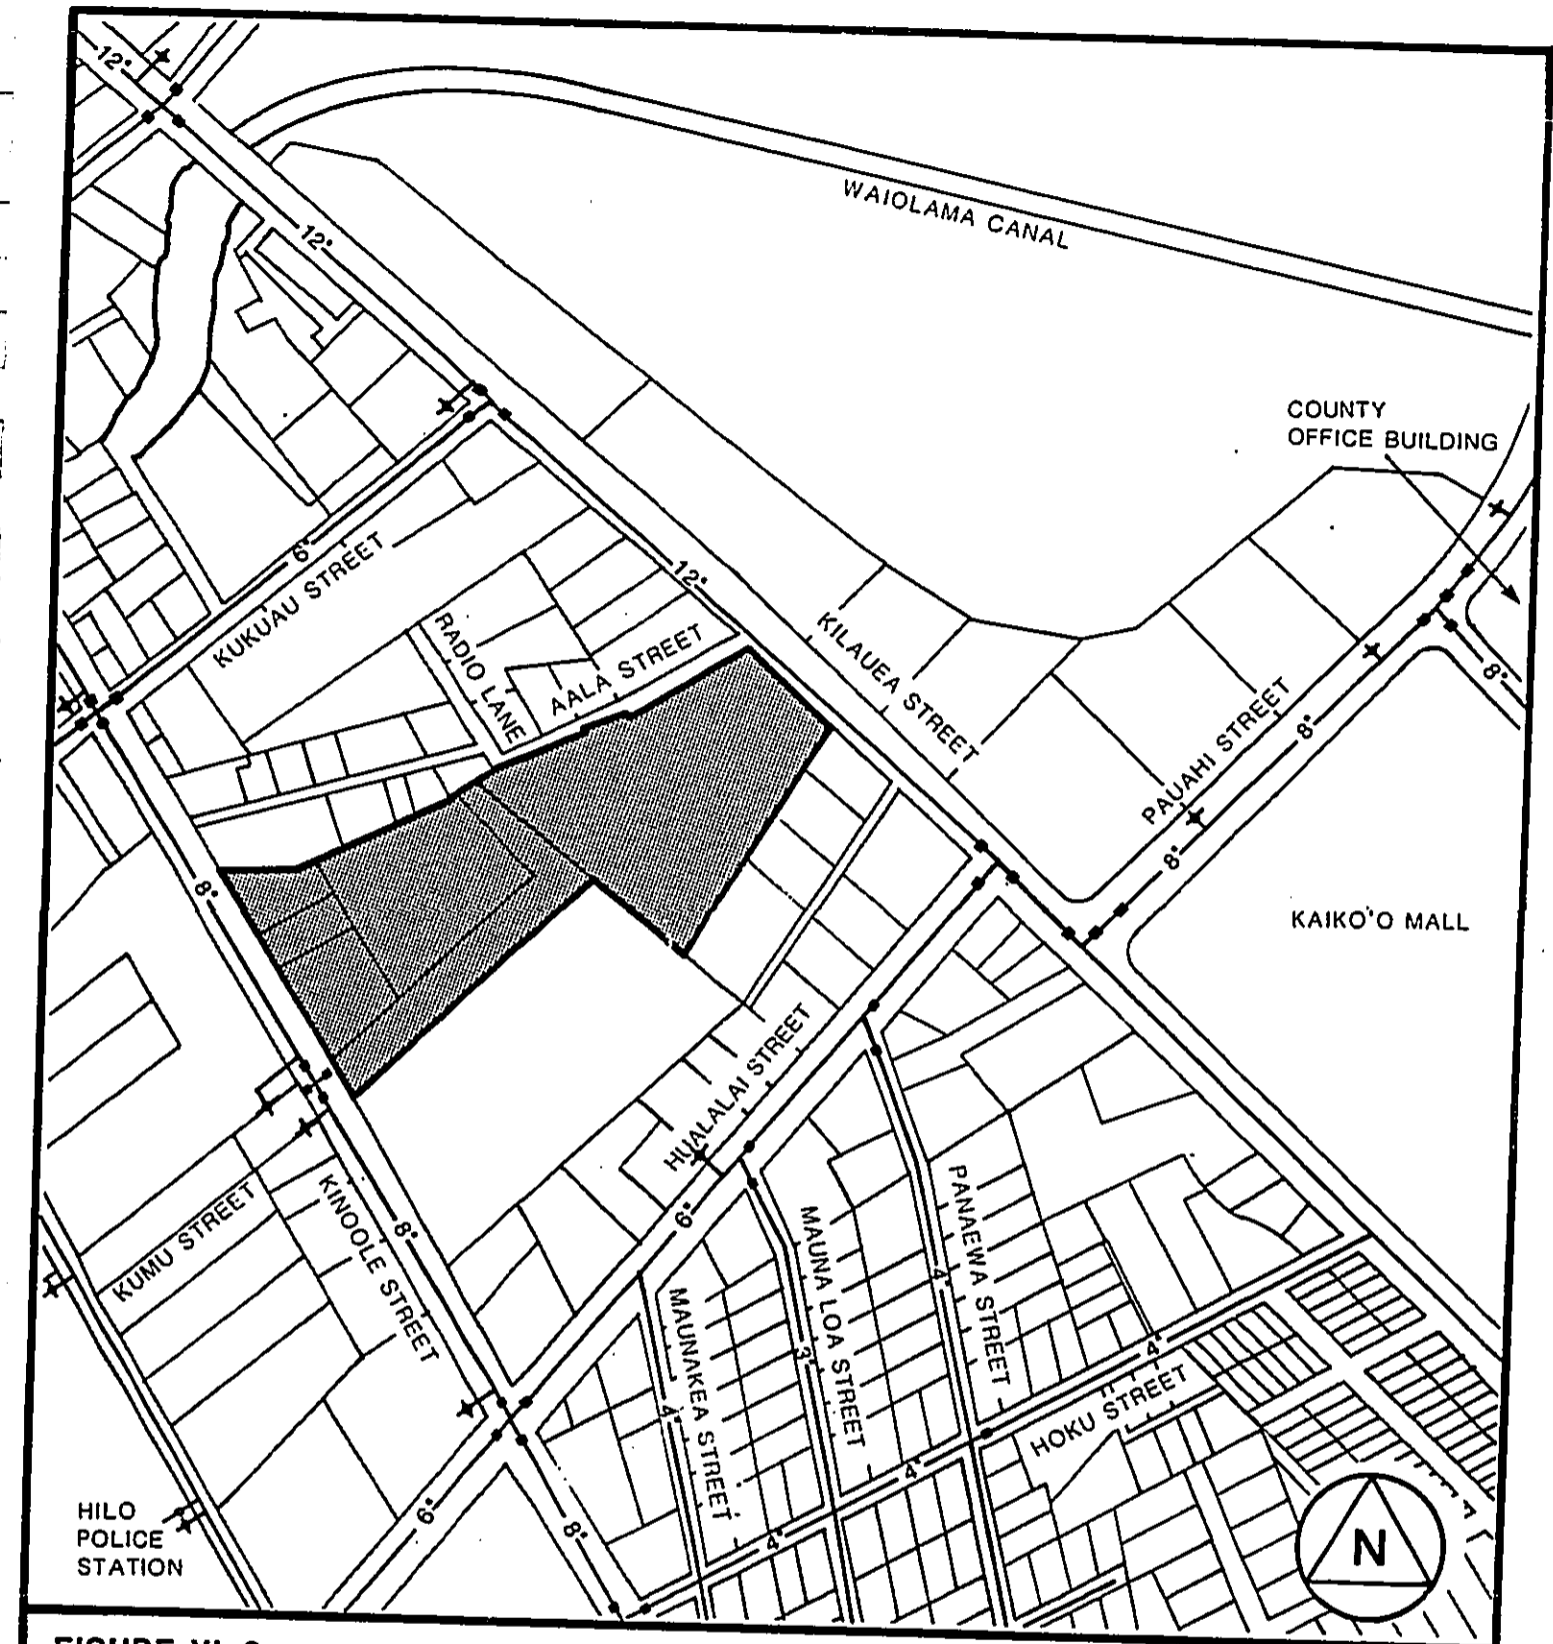 12"
WAIOLAMA CANAL
12"
COUNTY
OFFICE BUILDING
6"
KUKUAU STREET
12"
RADIO LANE
AALA STREET
KILAUEA STREET
8"
PAUAHI STREET
8"
8"
8"
KAIKO'O MALL
HUALALAI STREET
KUMU STREET
KINOOLE STREET
8"
6"
MAUNAKEA STREET
4"
MAUNA LOA STREET
3"
PANAEWA STREET
4"
4"
HOKU STREET
4"
4"
6"
8"
HILO
POLICE
STATION
N